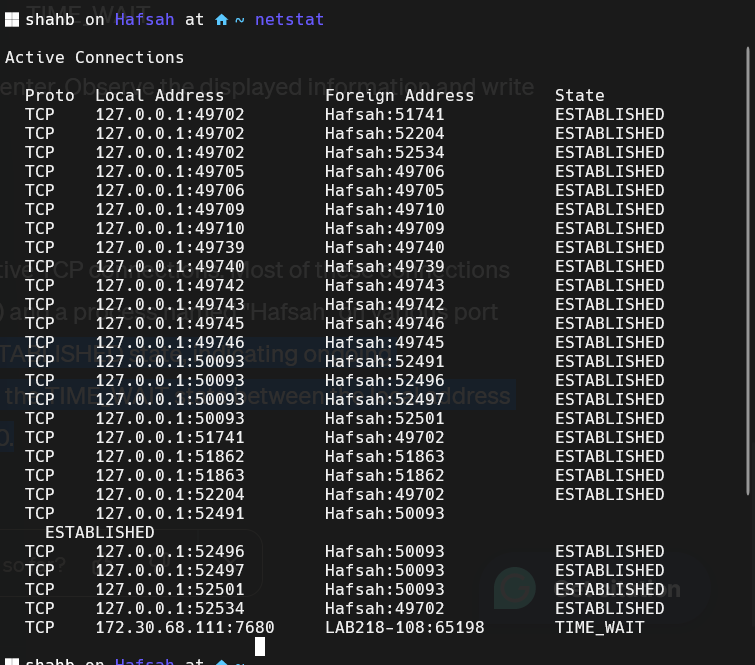 shahb on Hafsah at ~ netstat
Active Connections
enter. Observe the displayed information and write
Proto Local Address Foreign Address State
TCP 127.0.0.1:49702 Hafsah:51741 ESTABLISHED
TCP 127.0.0.1:49702 Hafsah:52204 ESTABLISHED
TCP 127.0.0.1:49702 Hafsah:52534 ESTABLISHED
TCP 127.0.0.1:49705 Hafsah:49706 ESTABLISHED
TCP 127.0.0.1:49706 Hafsah:49705 ESTABLISHED
TCP 127.0.0.1:49709 Hafsah:49710 ESTABLISHED
TCP 127.0.0.1:49710 Hafsah:49709 ESTABLISHED
TCP 127.0.0.1:49739 Hafsah:49740 ESTABLISHED
TCP 127.0.0.1:49740 Hafsah:49739 ESTABLISHED
TCP 127.0.0.1:49742 Hafsah:49743 ESTABLISHED
TCP 127.0.0.1:49743 Hafsah:49742 ESTABLISHED
TCP 127.0.0.1:49745 Hafsah:49746 ESTABLISHED
TCP 127.0.0.1:49746 Hafsah:49745 ESTABLISHED
TCP 127.0.0.1:50093 Hafsah:52491 ESTABLISHED
TCP 127.0.0.1:50093 Hafsah:52496 ESTABLISHED
TCP 127.0.0.1:50093 Hafsah:52497 ESTABLISHED
TCP 127.0.0.1:50093 Hafsah:52501 ESTABLISHED
TCP 127.0.0.1:51741 Hafsah:49702 ESTABLISHED
TCP 127.0.0.1:51862 Hafsah:51863 ESTABLISHED
TCP 127.0.0.1:51863 Hafsah:51862 ESTABLISHED
TCP 127.0.0.1:52204 Hafsah:49702 ESTABLISHED
TCP 127.0.0.1:52491 Hafsah:50093
ESTABLISHED
TCP 127.0.0.1:52496 Hafsah:50093 ESTABLISHED
TCP 127.0.0.1:52497 Hafsah:50093 ESTABLISHED
TCP 127.0.0.1:52501 Hafsah:50093 ESTABLISHED
TCP 127.0.0.1:52534 Hafsah:49702 ESTABLISHED
TCP 172.30.68.111:7680 LAB218-108:65198 TIME_WAIT
shahb on Hafsah at ~